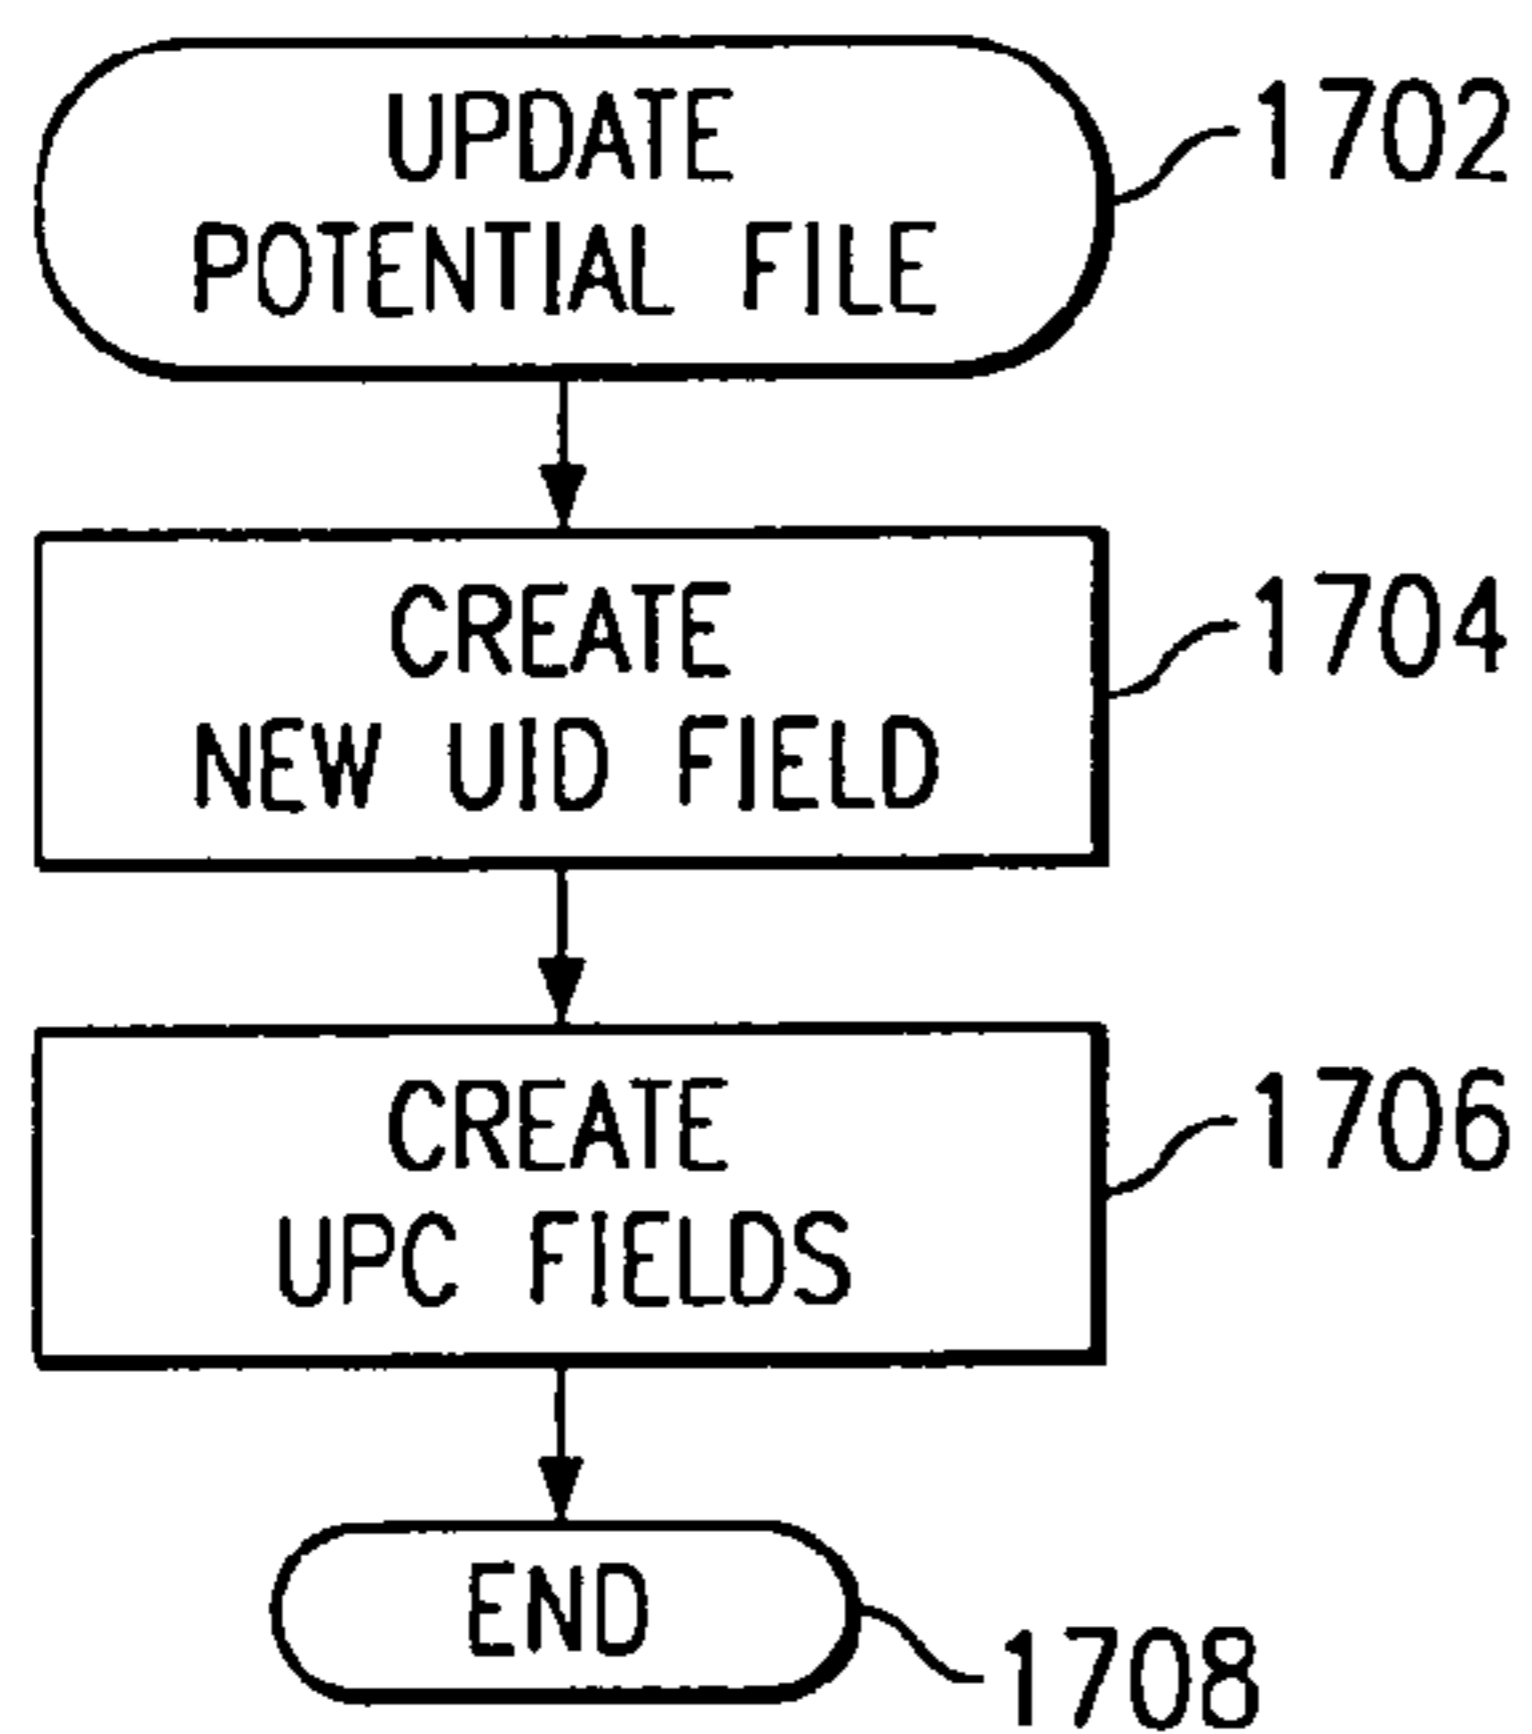 UPDATE
POTENTIAL FILE
1702
CREATE
NEW UID FIELD
1704
CREATE
UPC FIELDS
1706
END
1708